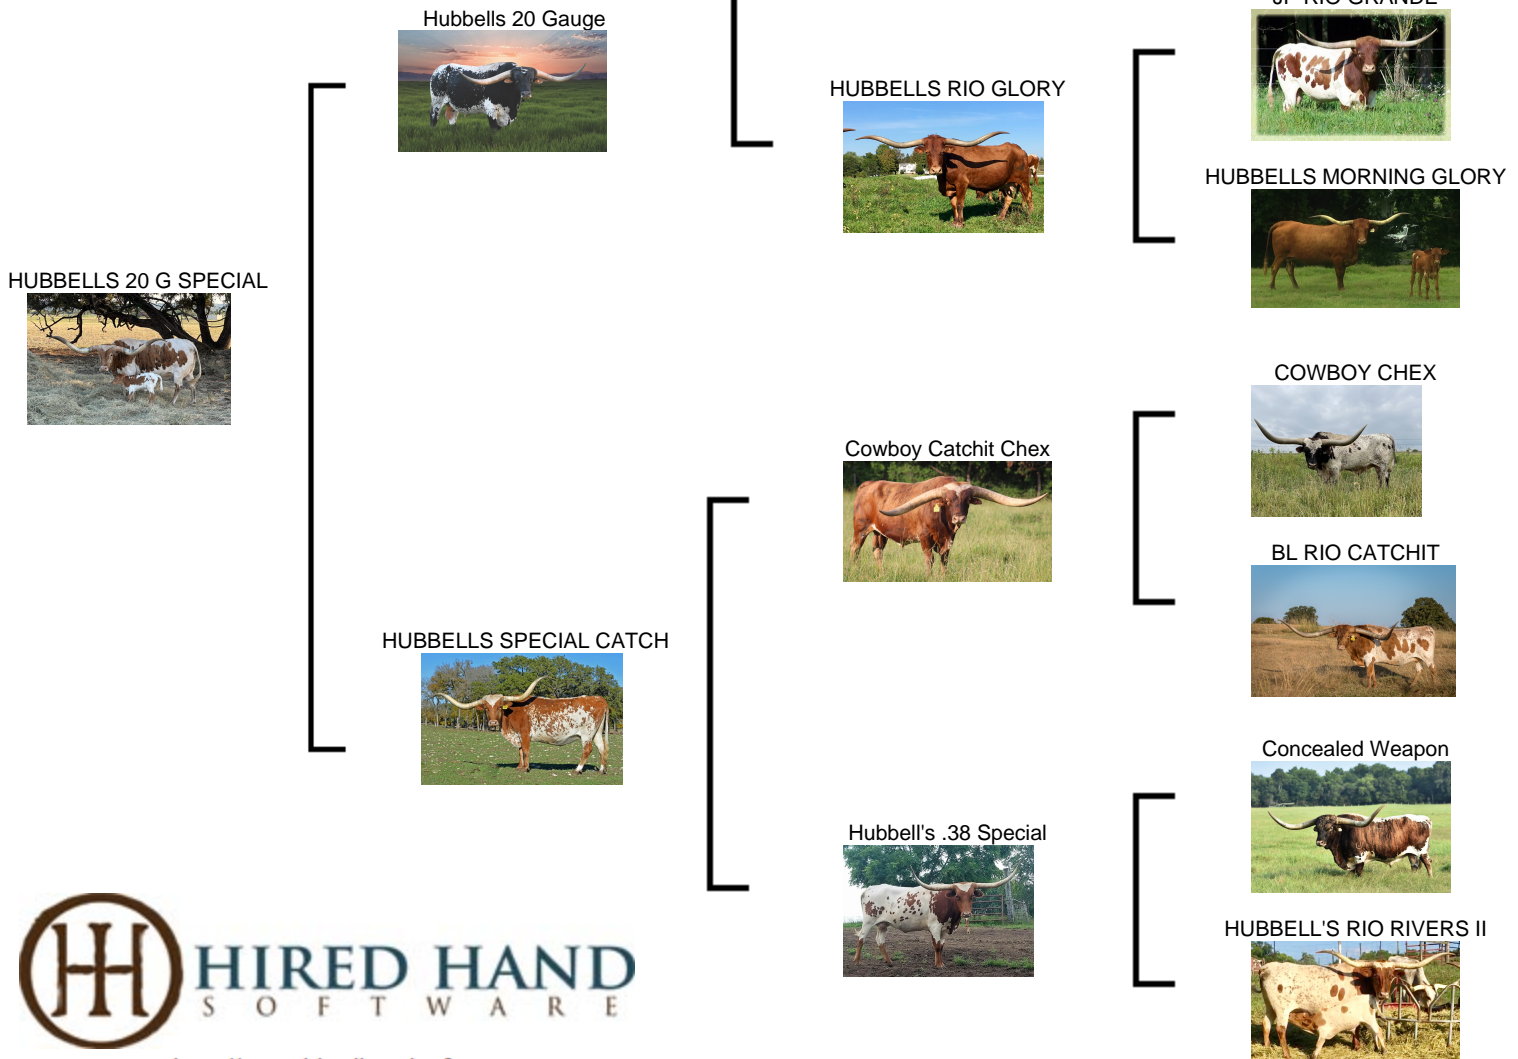 Hubbells 20 Gauge
HUBBELLS RIO GLORY
HUBBELLS MORNING GLORY
HUBBELLS 20 G SPECIAL
COWBOY CHEX
Cowboy Catchit Chex
BL RIO CATCHIT
HUBBELLS SPECIAL CATCH
Concealed Weapon
Hubbell's .38 Special
HUBBELL'S RIO RIVERS II
HIRED HAND
SOFTWARE